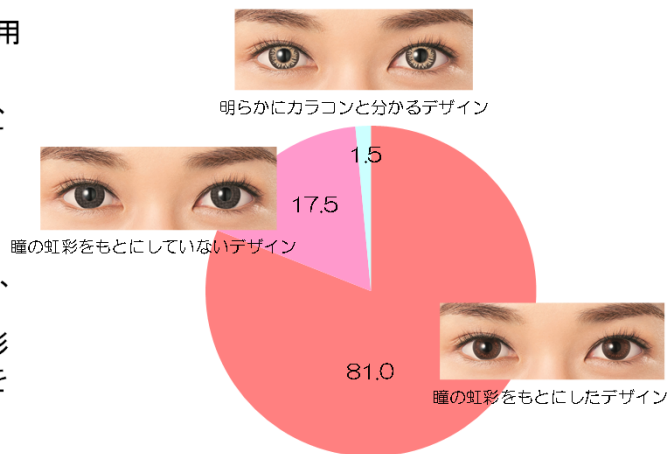 用
明らかにカラコンと分かるデザイン
1.5
17.5
瞳の虹彩をもとにしていないデザイン
、
81.0
瞳の虹彩をもとにしたデザイン